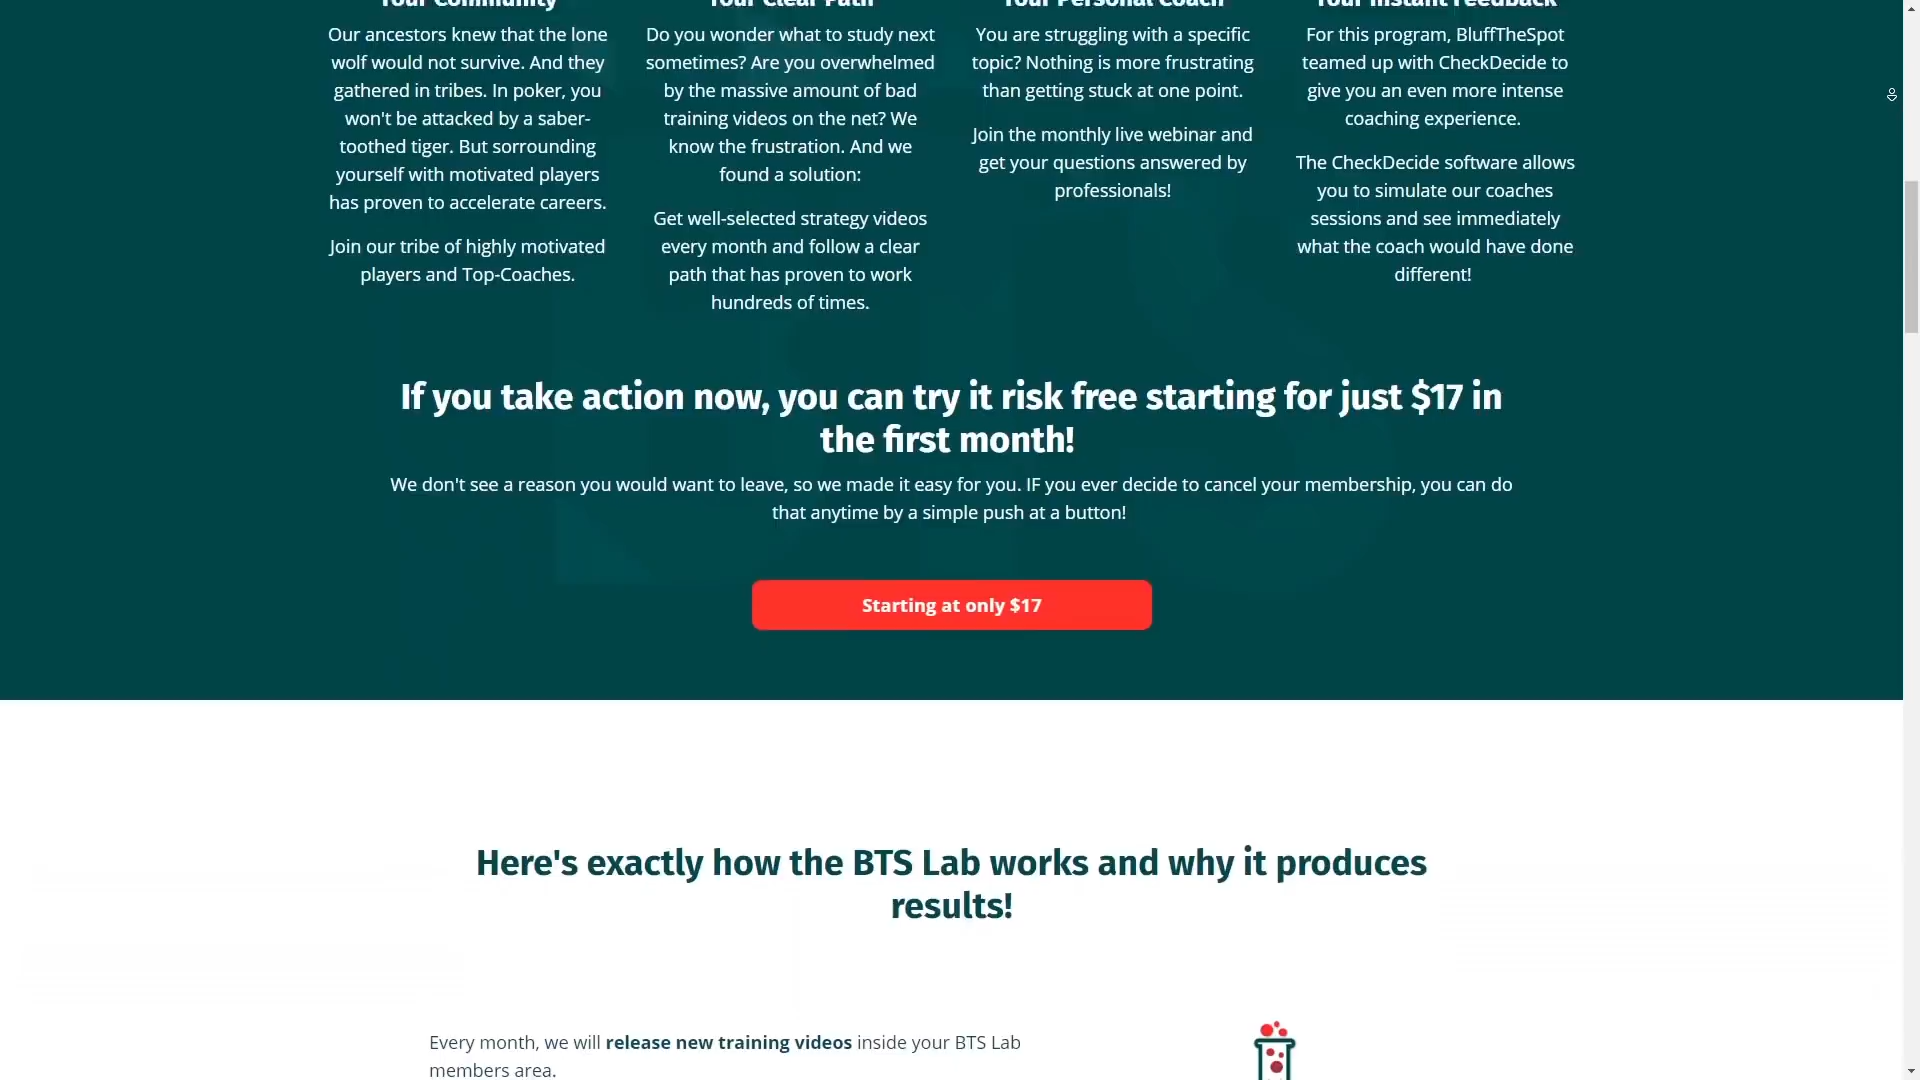 Your Community
Our ancestors knew that the lone
wolf would not survive. And they
gathered in tribes. In poker, you
won't be attacked by a saber-
toothed tiger. But sorrounding
yourself with motivated players
has proven to accelerate careers.
Join our tribe of highly motivated
players and Top-Coaches.
Your Clear Path
Do you wonder what to study next
sometimes? Are you overwhelmed
by the massive amount of bad
training videos on the net? We
know the frustration. And we
found a solution:
Get well-selected strategy videos
every month and follow a clear
path that has proven to work
hundreds of times.
Your Personal Coach
You are struggling with a specific
topic? Nothing is more frustrating
than getting stuck at one point.
Join the monthly live webinar and
get your questions answered by
professionals!
Your Instant Feedback
For this program, BluffTheSpot
teamed up with CheckDecide to
give you an even more intense
coaching experience.
The CheckDecide software allows
you to simulate our coaches
sessions and see immediately
what the coach would have done
different!
If you take action now, you can try it risk free starting for just $17 in
the first month!
We don't see a reason you would want to leave, so we made it easy for you. IF you ever decide to cancel your membership, you can do
that anytime by a simple push at a button!
Starting at only $17
Here's exactly how the BTS Lab works and why it produces
results!
Every month, we will release new training videos inside your BTS Lab
members area.